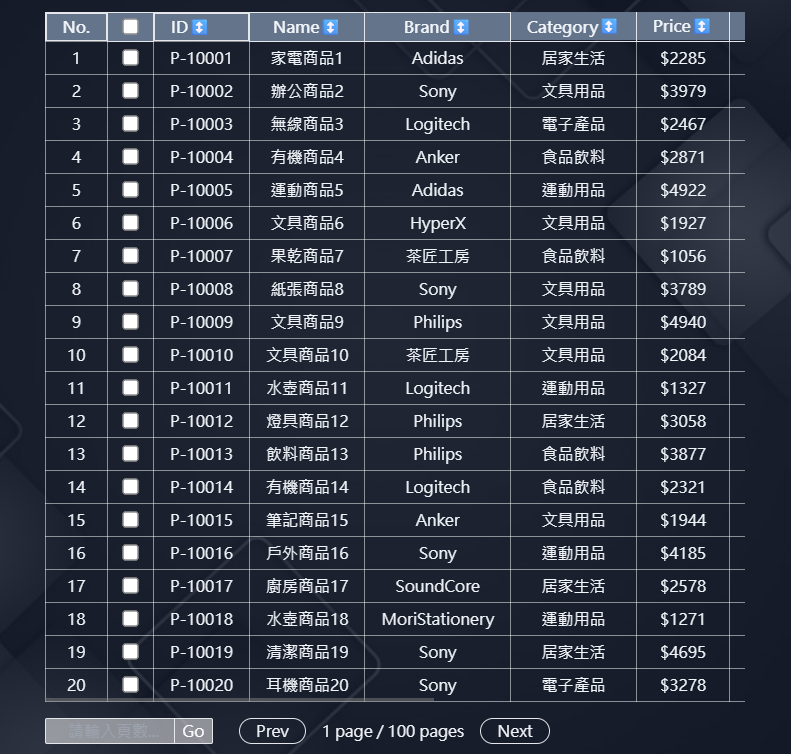 No. ID Name Brand Category Price
1 P-10001 家電商品1 Adidas 居家生活 $2285
2 P-10002 辦公商品2 Sony 文具用品 $3979
3 P-10003 無線商品3 Logitech 電子產品 $2467
4 P-10004 有機商品4 Anker 食品飲料 $2871
5 P-10005 運動商品5 Adidas 運動用品 $4922
6 P-10006 文具商品6 HyperX 文具用品 $1927
7 P-10007 果乾商品7 茶匠工房 食品飲料 $1056
8 P-10008 紙張商品8 Sony 文具用品 $3789
9 P-10009 文具商品9 Philips 文具用品 $4940
10 P-10010 文具商品10 茶匠工房 文具用品 $2084
11 P-10011 水壺商品11 Logitech 運動用品 $1327
12 P-10012 燈具商品12 Philips 居家生活 $3058
13 P-10013 飲料商品13 Philips 食品飲料 $3877
14 P-10014 有機商品14 Logitech 食品飲料 $2321
15 P-10015 筆記商品15 Anker 文具用品 $1944
16 P-10016 戶外商品16 Sony 運動用品 $4185
17 P-10017 廚房商品17 SoundCore 居家生活 $2578
18 P-10018 水壺商品18 MoriStationery 運動用品 $1271
19 P-10019 清潔商品19 Sony 居家生活 $4695
20 P-10020 耳機商品20 Sony 電子產品 $3278
請輸入頁數... Go Prev 1 page / 100 pages Next